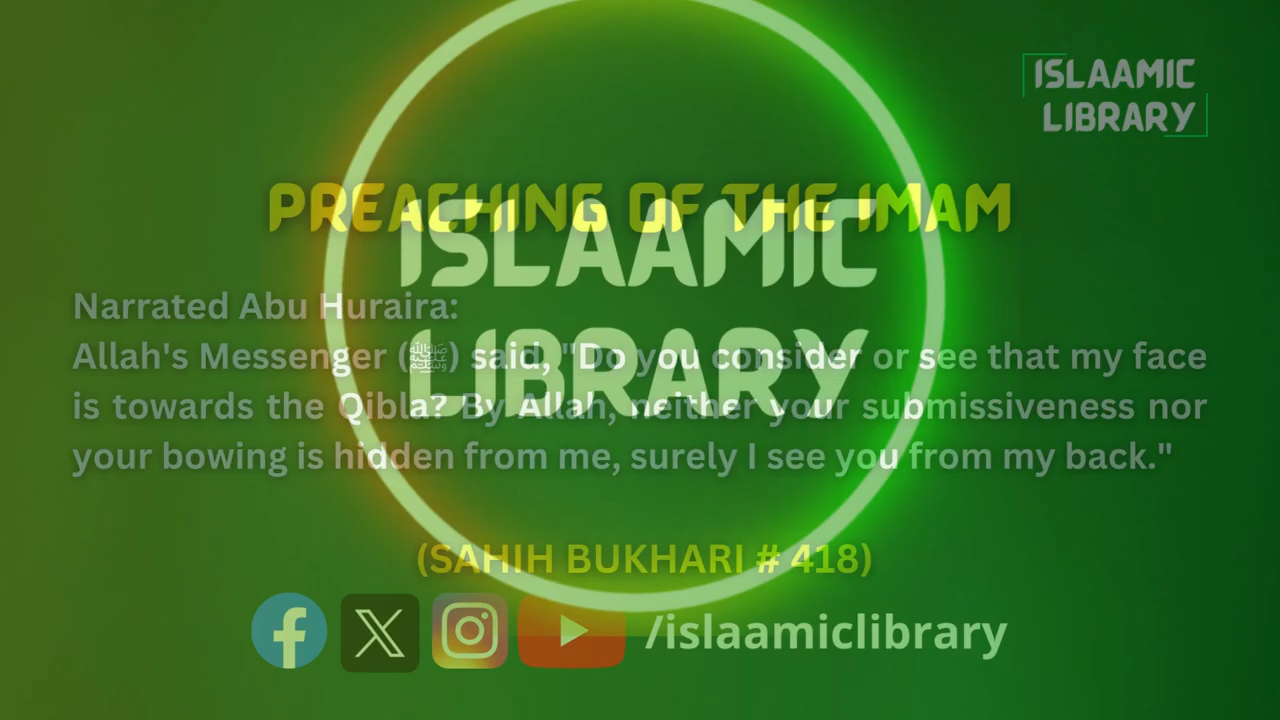 ISLAAMIC
LIBRARY
PREACHING OF THE IMAM
ISLAAMIC
LIBRARY
Narrated Abu Huraira:
Allah's Messenger (ﷺ) said, "Do you consider or see that my face
is towards the Qibla? By Allah, neither your submissiveness nor
your bowing is hidden from me, surely I see you from my back."
(SAHIH BUKHARI # 418)
/islaamiclibrary